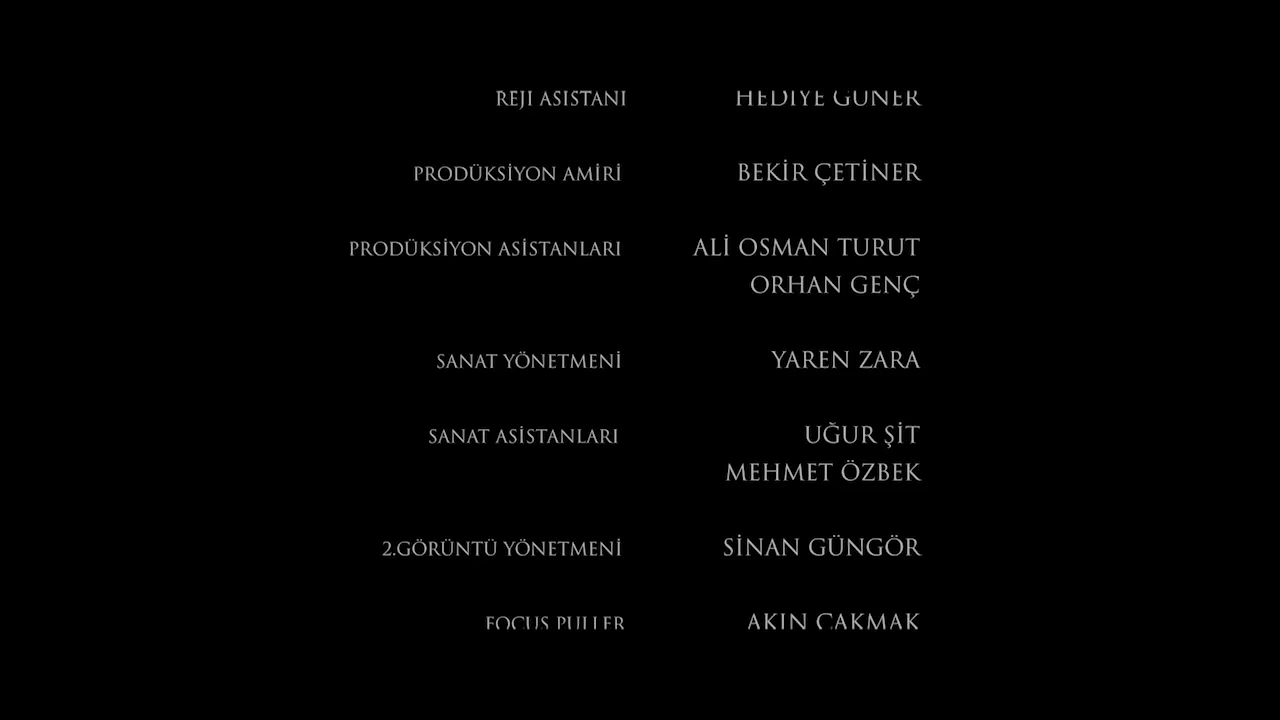 REJİ ASİSTANI HEDİYE GÜNER
PRODÜKSİYON AMİRİ BEKİR ÇETİNER
PRODÜKSİYON ASİSTANLARI ALİ OSMAN TURUT
ORHAN GENÇ
SANAT YÖNETMENİ YAREN ZARA
SANAT ASİSTANLARI UĞUR ŞİT
MEHMET ÖZBEK
2.GÖRÜNTÜ YÖNETMENİ SİNAN GÜNGÖR
FOCUS PULLER AKIN ÇAKMAK